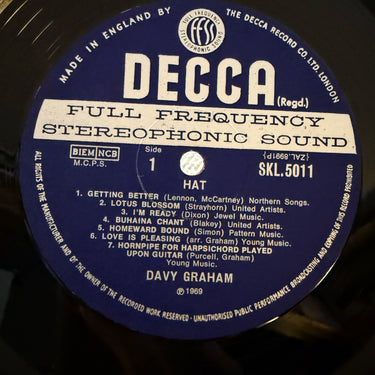 MADE IN ENGLAND BY
THE DECCA RECORD CO. LTD. LONDON
FULL FREQUENCY
ffss
STEREOPHONIC SOUND
DECCA
(Regd.)
FULL FREQUENCY
STEREOPHONIC SOUND
BIEM NCB
M.C.P.S.
Side
1
(ZAL.8991P)
SKL.5011
HAT
1. GETTING BETTER (Lennon, McCartney) Northern Songs.
2. LOTUS BLOSSOM (Strayhorn) United Artists.
3. I'M READY (Dixon) Jewel Music.
4. BUHAINA CHANT (Blakey) United Artists.
5. HOMEWARD BOUND (Simon) Pattern Music.
6. LOVE IS PLEASING (arr. Graham) Young Music.
7. HORNPIPE FOR HARPSICHORD PLAYED
UPON GUITAR (Purcell, Graham)
Young Music.
DAVY GRAHAM
℗ 1969
ALL RIGHTS OF THE MANUFACTURER AND OF THE OWNER OF THE RECORDED WORK RESERVED · UNAUTHORISED PUBLIC PERFORMANCE BROADCASTING AND COPYING OF THIS RECORD PROHIBITED